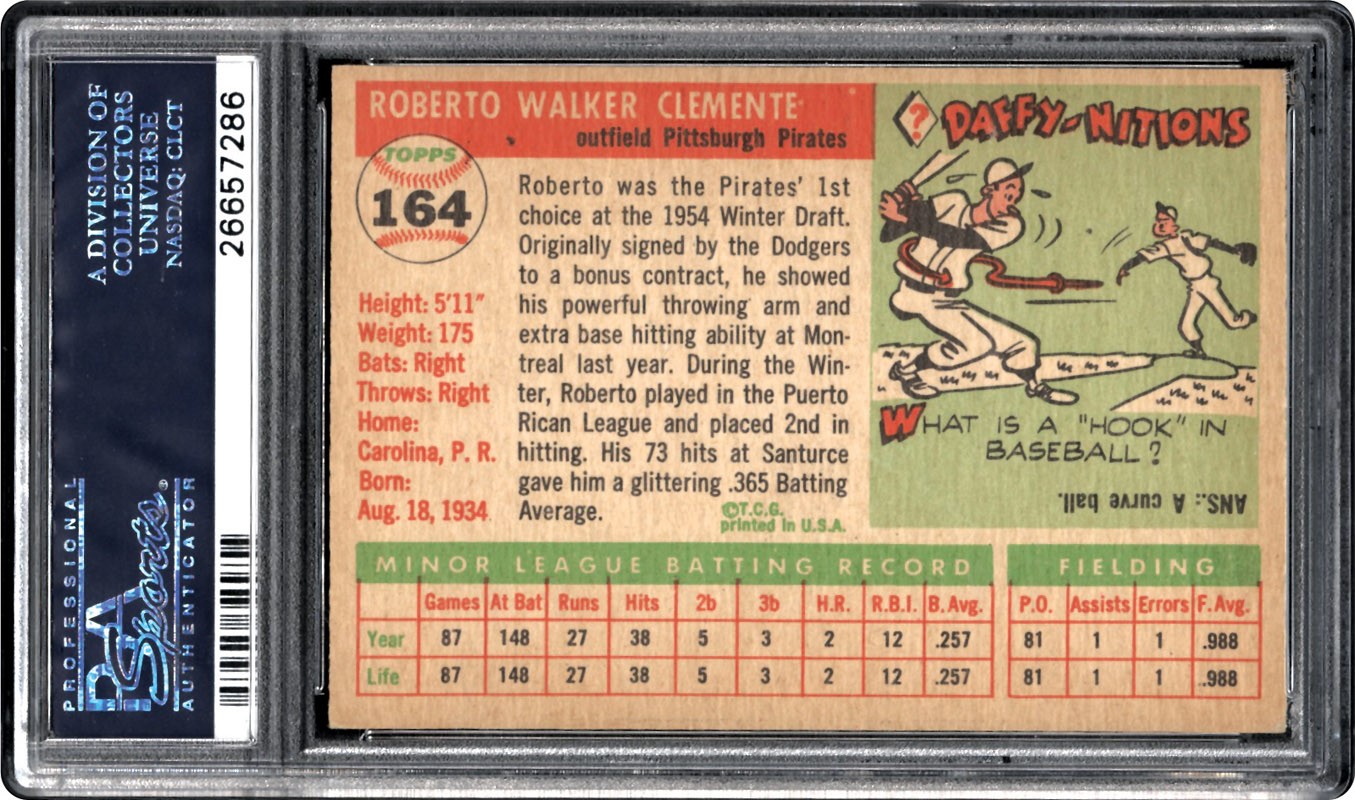 A DIVISION OF
COLLECTORS
UNIVERSE
NASDAQ: CLCT
26657286
PROFESSIONAL
PSA
Sports®
AUTHENTICATOR
ROBERTO WALKER CLEMENTE
outfield Pittsburgh Pirates
TOPPS
164
Height: 5'11"
Weight: 175
Bats: Right
Throws: Right
Home:
Carolina, P. R.
Born:
Aug. 18, 1934
Roberto was the Pirates' 1st
choice at the 1954 Winter Draft.
Originally signed by the Dodgers
to a bonus contract, he showed
his powerful throwing arm and
extra base hitting ability at Mon-
treal last year. During the Win-
ter, Roberto played in the Puerto
Rican League and placed 2nd in
hitting. His 73 hits at Santurce
gave him a glittering .365 Batting
Average.
©T.C.G.
printed in U.S.A.
? DAFFY-NITIONS
WHAT IS A "HOOK" IN
BASEBALL?
ANS.: A curve ball.
MINOR LEAGUE BATTING RECORD
Games At Bat Runs Hits 2b 3b H.R. R.B.I. B. Avg.
Year 87 148 27 38 5 3 2 12 .257
Life 87 148 27 38 5 3 2 12 .257
FIELDING
P.O. Assists Errors F. Avg.
81 1 1 .988
81 1 1 .988